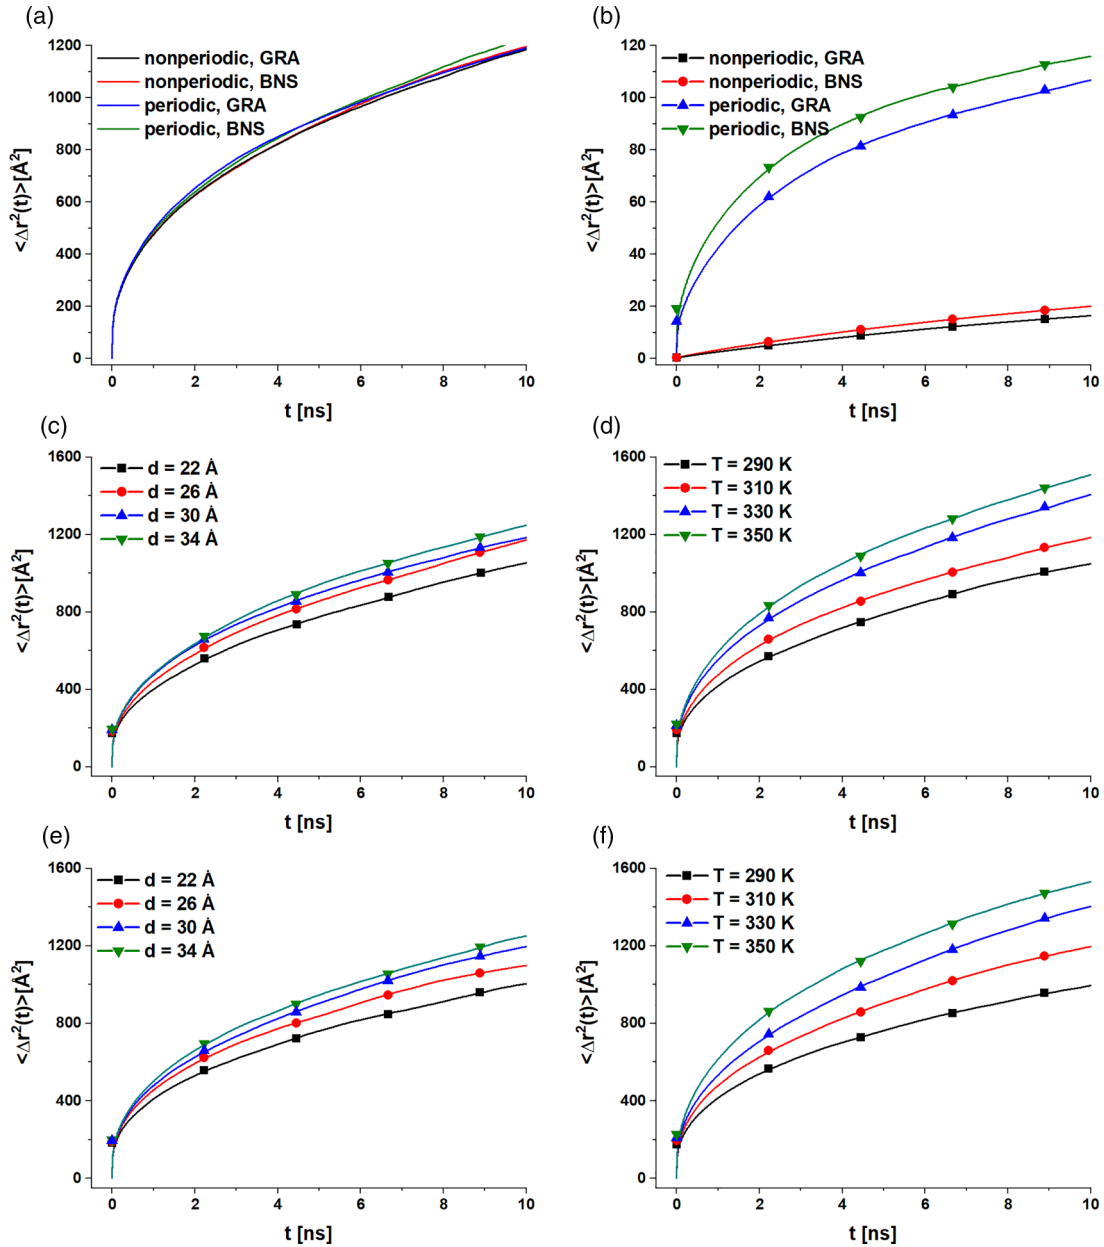 (a)
1200
1000
800
600
400
200
0
<Δr²(t)>[Å²]
nonperiodic, GRA
nonperiodic, BNS
periodic, GRA
periodic, BNS
0 2 4 6 8 10
t [ns]
(b)
120
100
80
60
40
20
0
<Δr²(t)>[Å²]
nonperiodic, GRA
nonperiodic, BNS
periodic, GRA
periodic, BNS
0 2 4 6 8 10
t [ns]
(c)
1600
1200
800
400
0
<Δr²(t)>[Å²]
d = 22 Å
d = 26 Å
d = 30 Å
d = 34 Å
0 2 4 6 8 10
t [ns]
(d)
1600
1200
800
400
0
<Δr²(t)>[Å²]
T = 290 K
T = 310 K
T = 330 K
T = 350 K
0 2 4 6 8 10
t [ns]
(e)
1600
1200
800
400
0
<Δr²(t)>[Å²]
d = 22 Å
d = 26 Å
d = 30 Å
d = 34 Å
0 2 4 6 8 10
t [ns]
(f)
1600
1200
800
400
0
<Δr²(t)>[Å²]
T = 290 K
T = 310 K
T = 330 K
T = 350 K
0 2 4 6 8 10
t [ns]